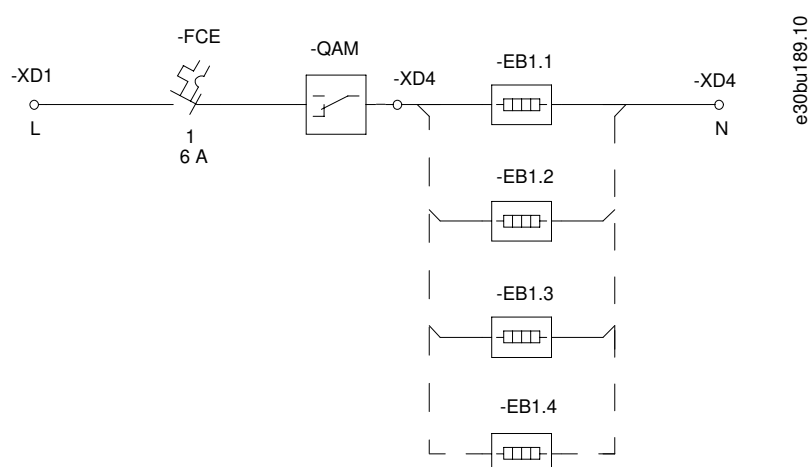 -FCE
-QAM
-EB1.1
-XD1
-XD4
-XD4
L
1
6 A
N
-EB1.2
-EB1.3
-EB1.4
e30bu189.10